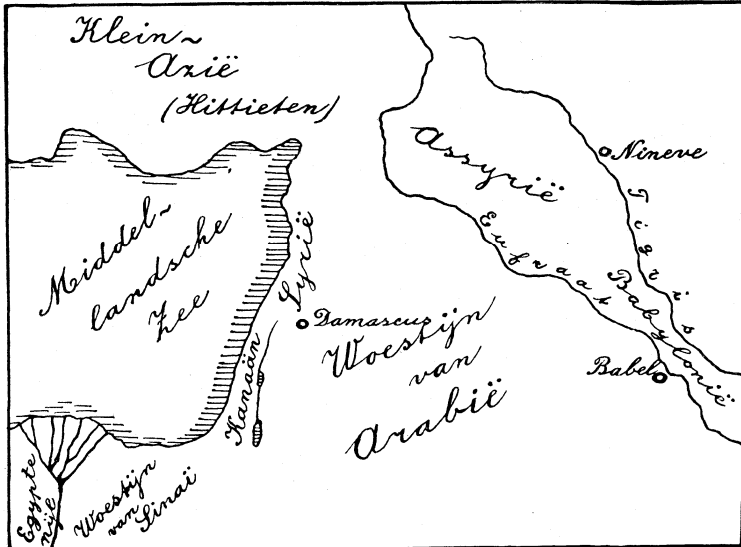 Klein~
Azië
(Hittieten)
Assyrië
Nineve
Tigris
Eufraat
Middel~
landsche
Zee
Syrië
Damascus
Babylonië
Babel
Woestijn
van
Arabië
Kanaän
Egypte
nijl
Woestijn
van
Sinaï